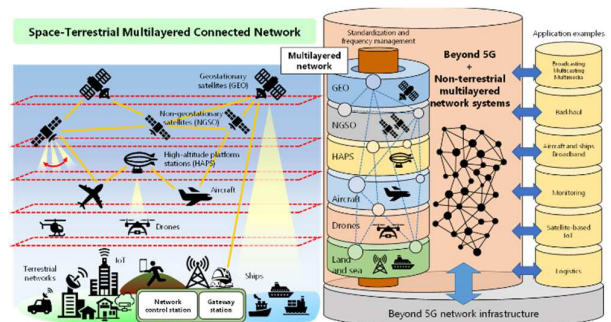 Space-Terrestrial Multilayered Connected Network
Geostationary
satellites (GEO)
Non-geostationary
satellites (NGSO)
High-altitude platform
stations (HAPS)
Aircraft
Drones
IoT
Terrestrial
networks
Ships
Network
control station
Gateway
station
Standardization and
frequency management
Multilayered
network
GEO
NGSO
HAPS
Aircraft
Drones
Land
and sea
Beyond 5G
+
Non-terrestrial
multilayered
network systems
Beyond 5G network infrastructure
Application examples
Broadcasting
Multicasting
Multimedia
Backhaul
Aircraft and ships
Broadband
Monitoring
Satellite-based
IoT
Logistics